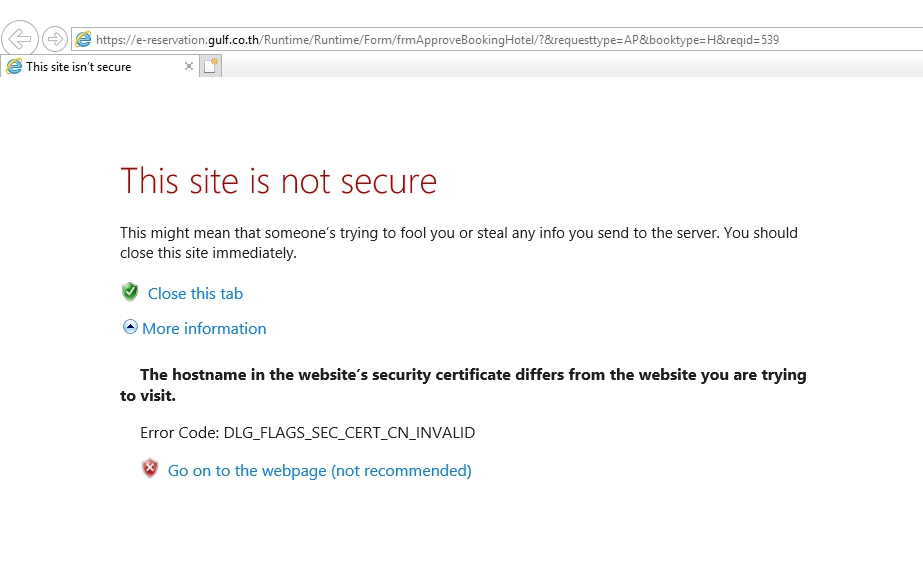 https://e-reservation.gulf.co.th/Runtime/Runtime/Form/frmApproveBookingHotel/?&requesttype=AP&booktype=H&reqid=539
This site isn't secure
This site is not secure
This might mean that someone's trying to fool you or steal any info you send to the server. You should
close this site immediately.
Close this tab
More information
The hostname in the website's security certificate differs from the website you are trying
to visit.
Error Code: DLG_FLAGS_SEC_CERT_CN_INVALID
Go on to the webpage (not recommended)